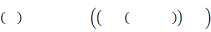 ( ) (( ( )) )